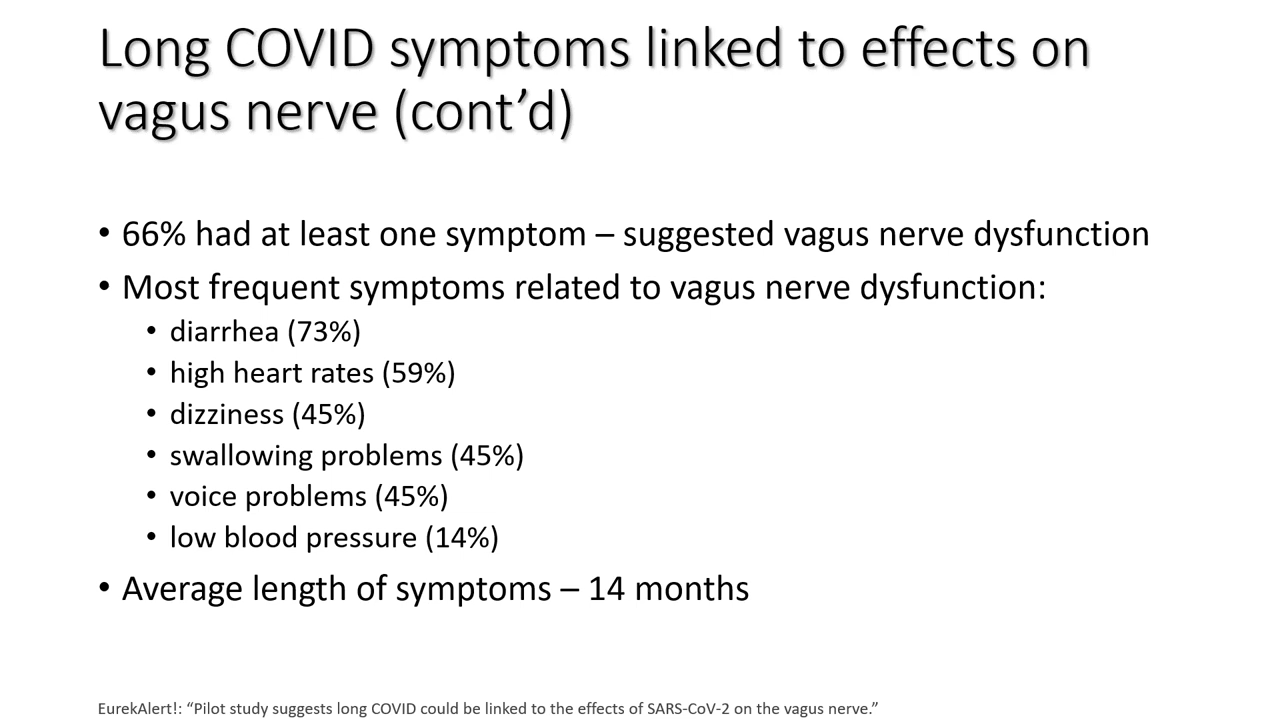 Long COVID symptoms linked to effects on
vagus nerve (cont’d)
• 66% had at least one symptom – suggested vagus nerve dysfunction
• Most frequent symptoms related to vagus nerve dysfunction:
• diarrhea (73%)
• high heart rates (59%)
• dizziness (45%)
• swallowing problems (45%)
• voice problems (45%)
• low blood pressure (14%)
• Average length of symptoms – 14 months
EurekAlert!: “Pilot study suggests long COVID could be linked to the effects of SARS-CoV-2 on the vagus nerve.”